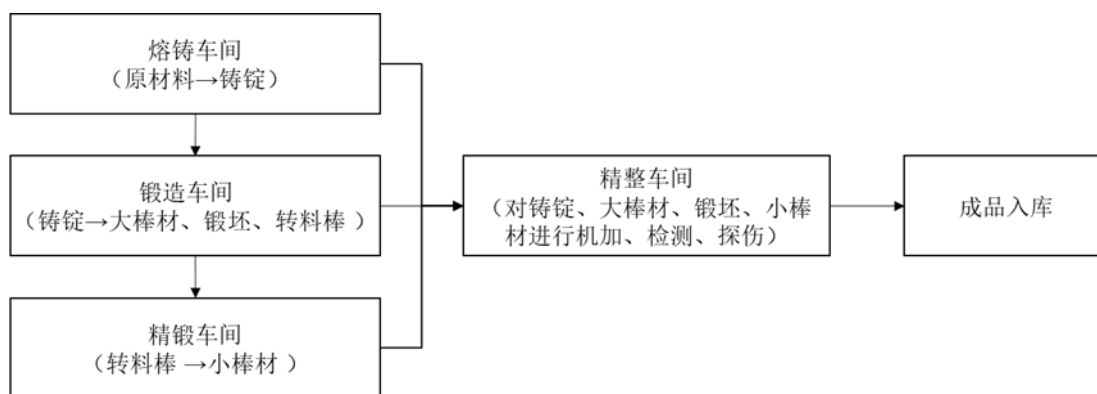 熔铸车间
（原材料→铸锭）
锻造车间
（铸锭→大棒材、锻坯、转料棒 ）
精锻车间
（转料棒 →小棒材 ）
精整车间
（对铸锭、大棒材、锻坯、小棒
材进行机加、检测、探伤）
成品入库